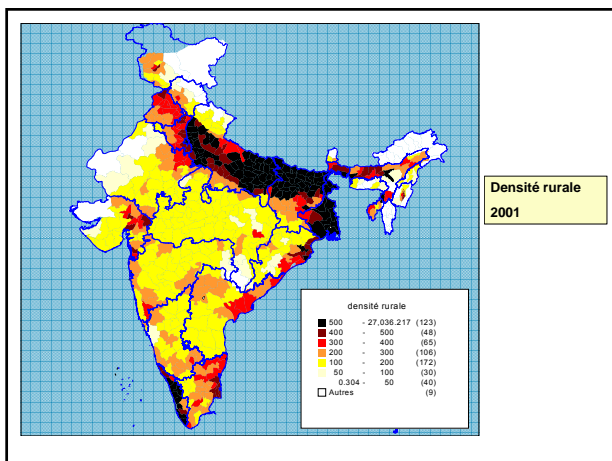 Densité rurale
2001
densité rurale
500 - 27,036.217 (123)
400 - 500 (48)
300 - 400 (65)
200 - 300 (106)
100 - 200 (172)
50 - 100 (30)
0.304 - 50 (40)
Autres (9)